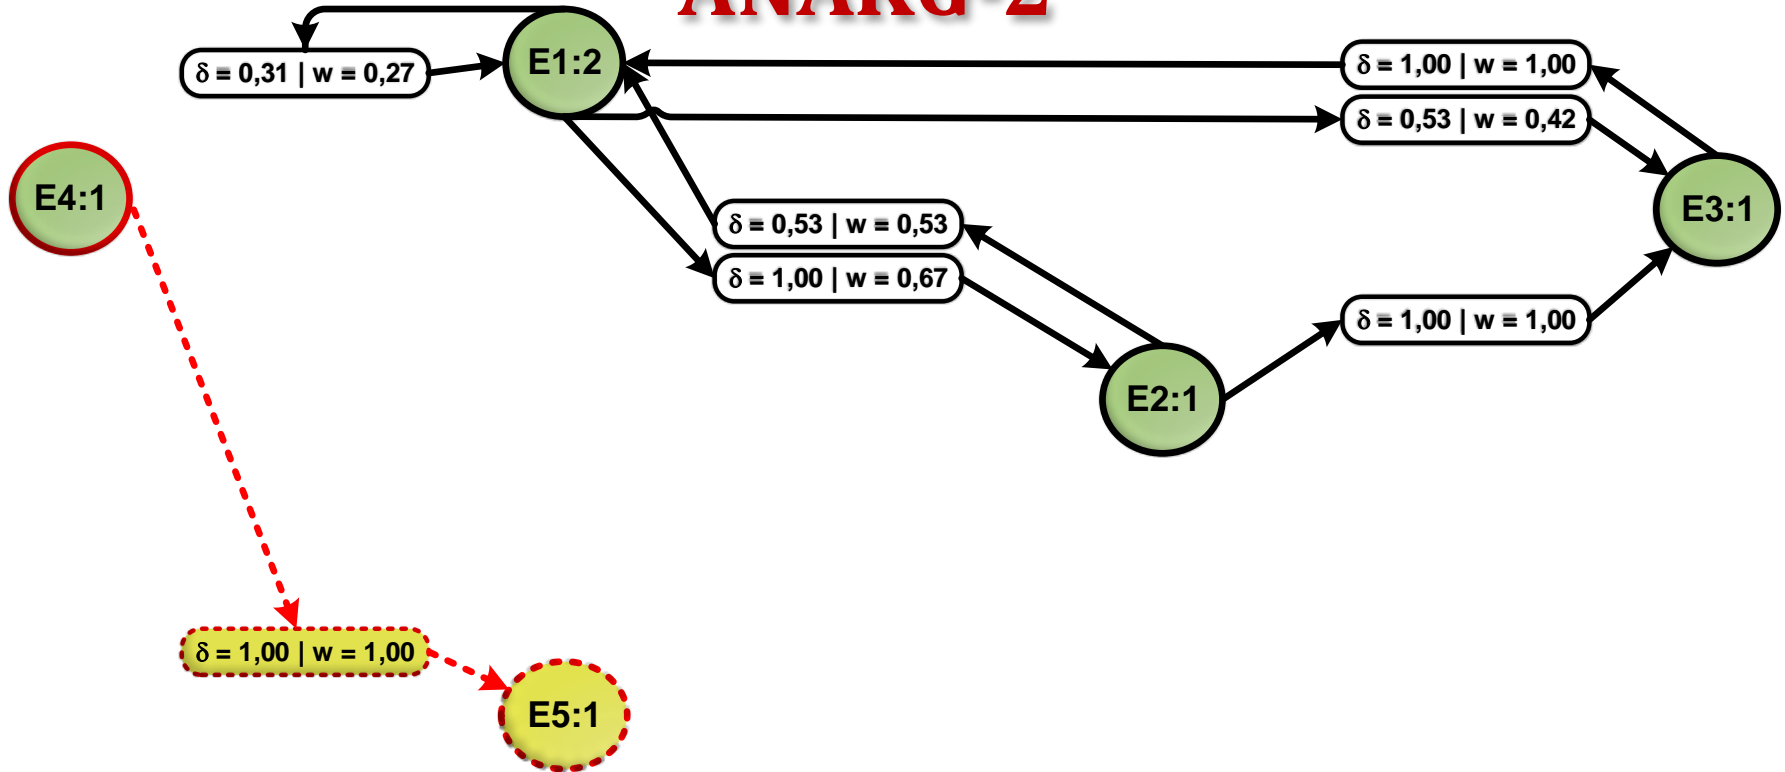 ANAKG-2
E1:2
δ = 0,31 | w = 0,27
δ = 1,00 | w = 1,00
δ = 0,53 | w = 0,42
E4:1
E3:1
δ = 0,53 | w = 0,53
δ = 1,00 | w = 0,67
δ = 1,00 | w = 1,00
E2:1
δ = 1,00 | w = 1,00
E5:1